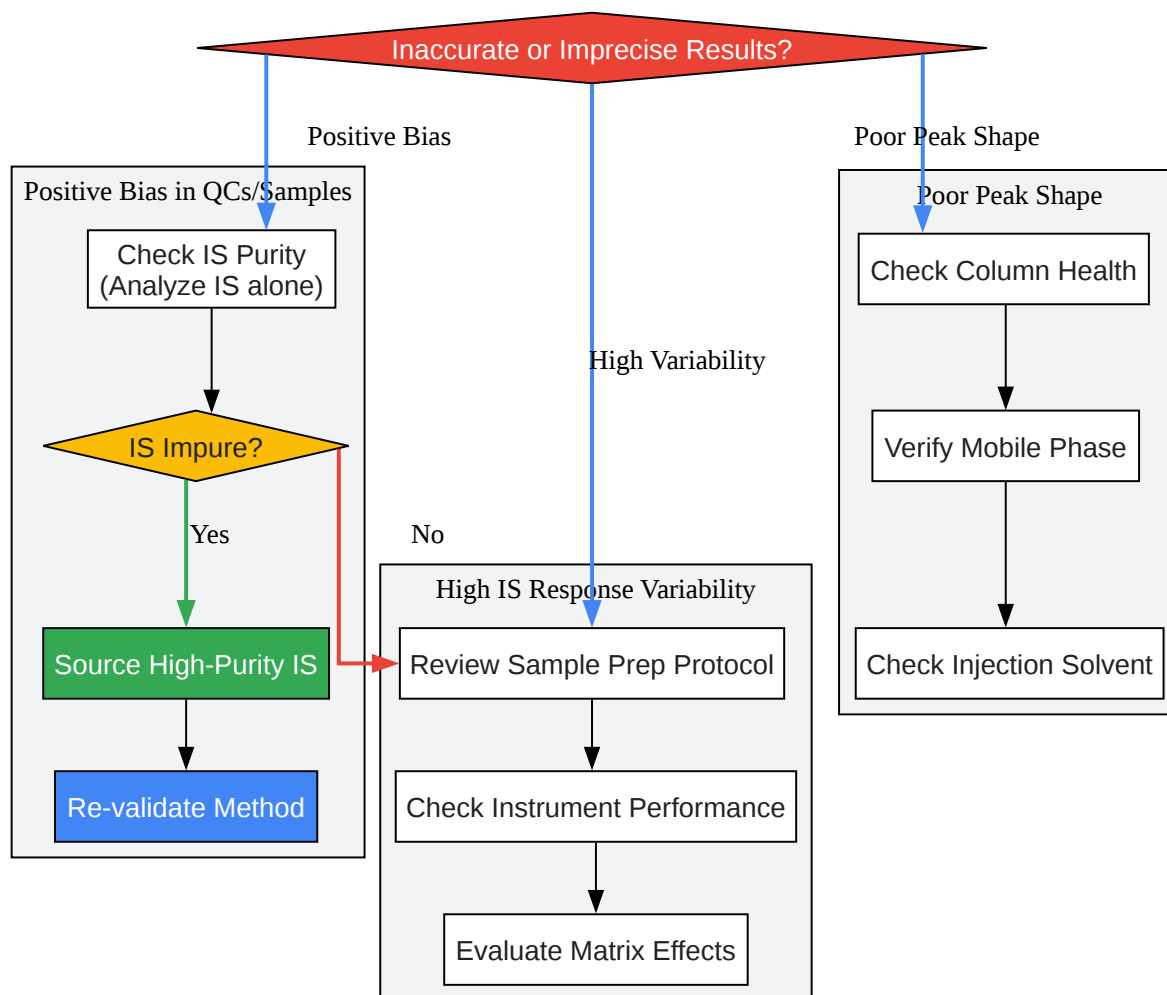 Inaccurate or Imprecise Results?
Positive Bias
Poor Peak Shape
Positive Bias in QCs/Samples
Check IS Purity
(Analyze IS alone)
IS Impure?
Yes
No
Source High-Purity IS
Re-validate Method
High Variability
High IS Response Variability
Review Sample Prep Protocol
Check Instrument Performance
Evaluate Matrix Effects
Poor Peak Shape
Check Column Health
Verify Mobile Phase
Check Injection Solvent